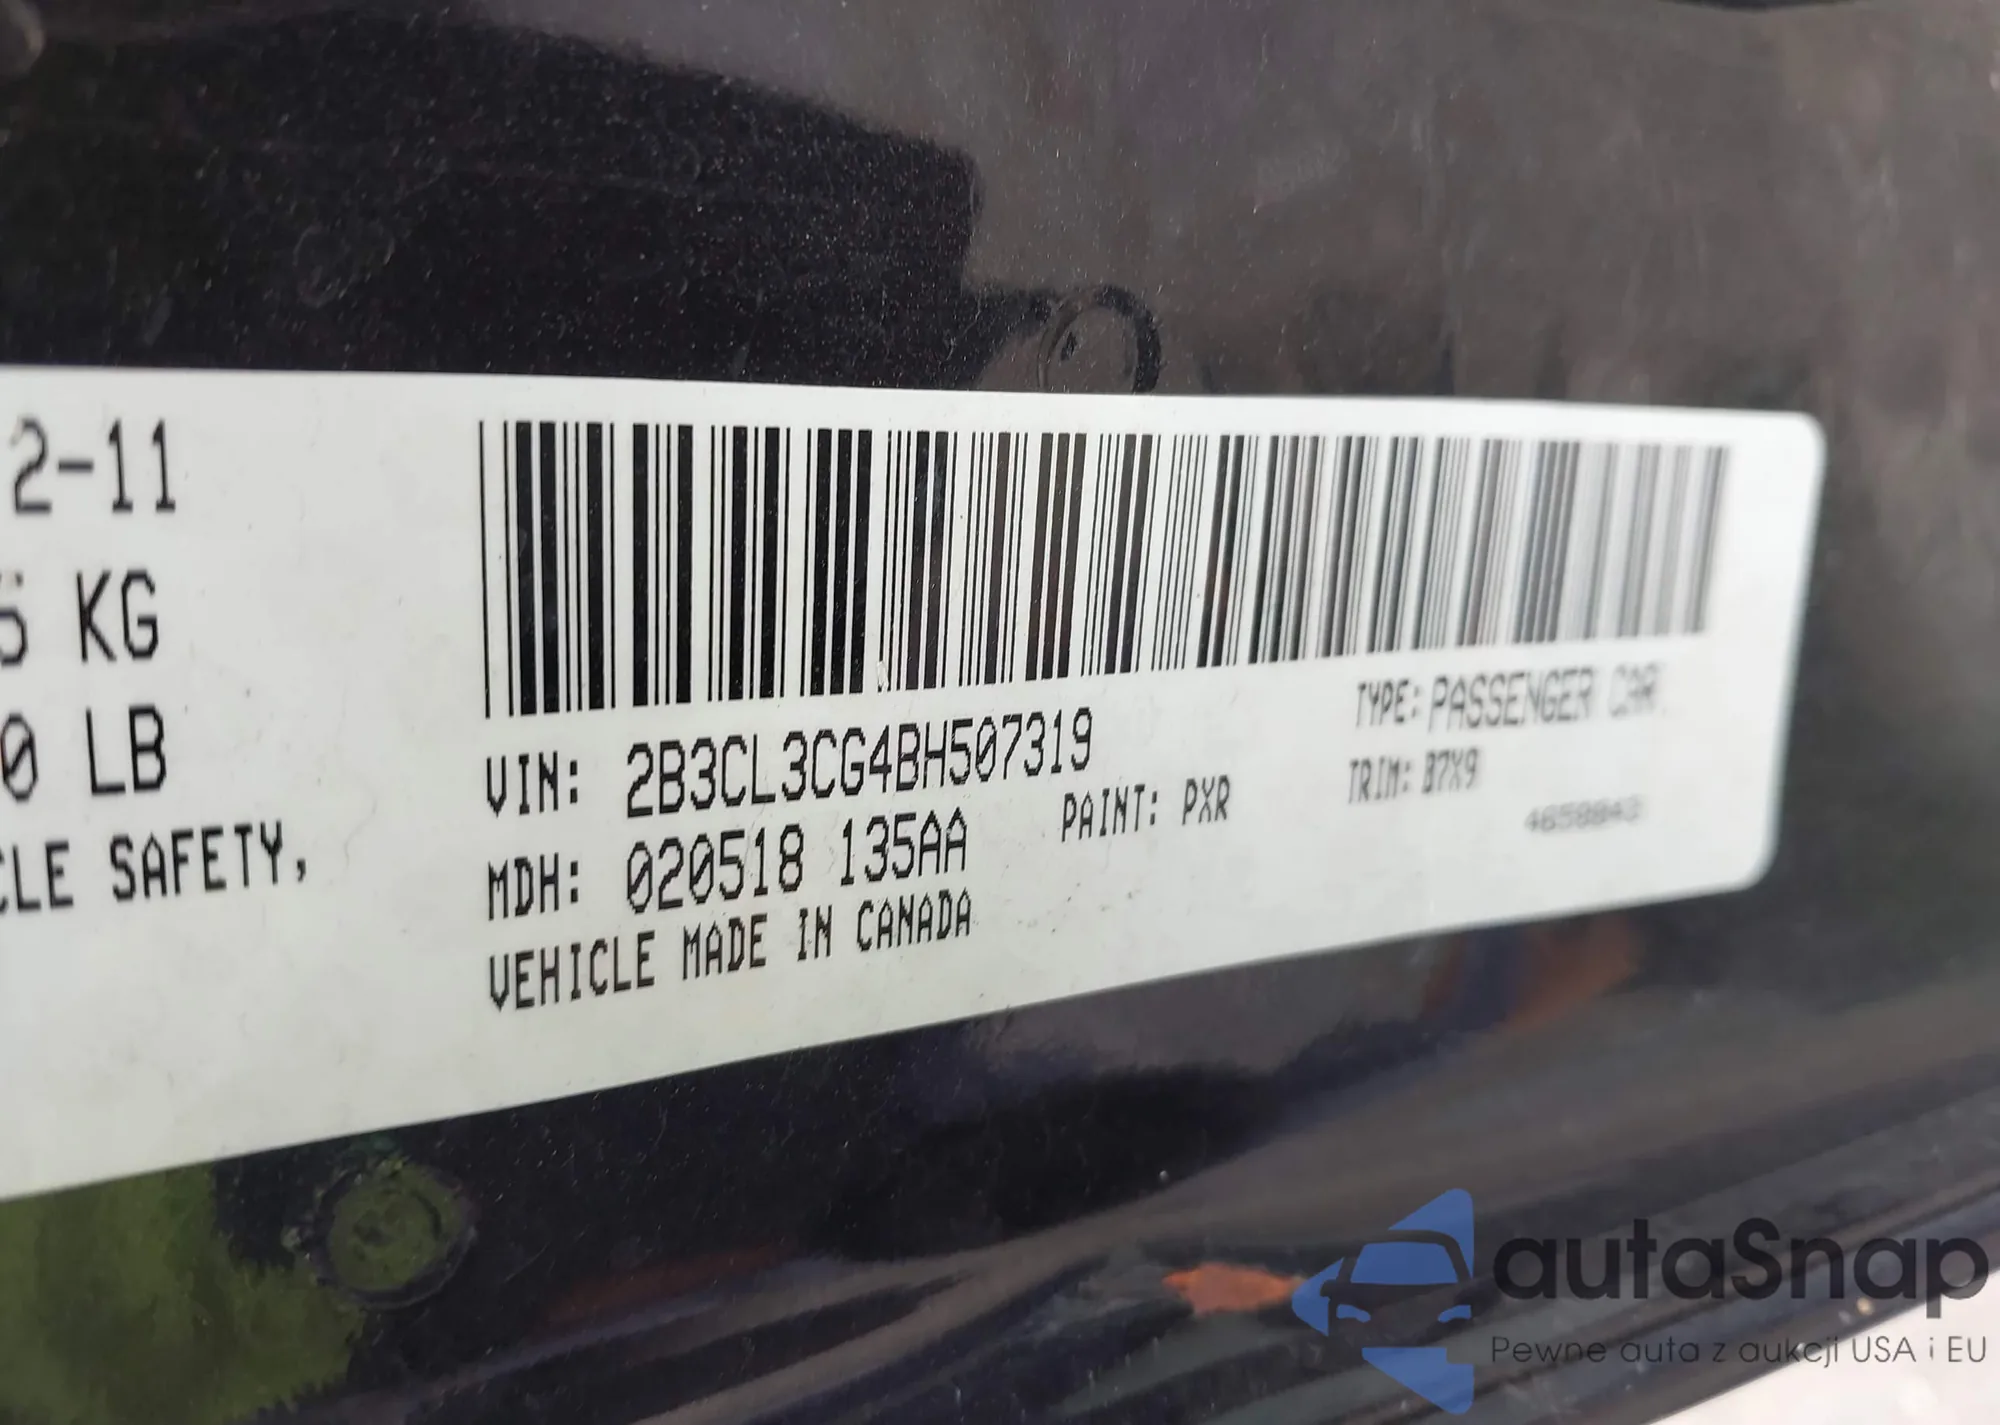 2-11
5 KG
0 LB
CLE SAFETY,
VIN: 2B3CL3CG4BH507319
MDH: 020518 135AA
VEHICLE MADE IN CANADA
PAINT: PXR
TYPE: PASSENGER CAR
TRIM: B7X9
autaSnap
Pewne auta z aukcji USA i EU